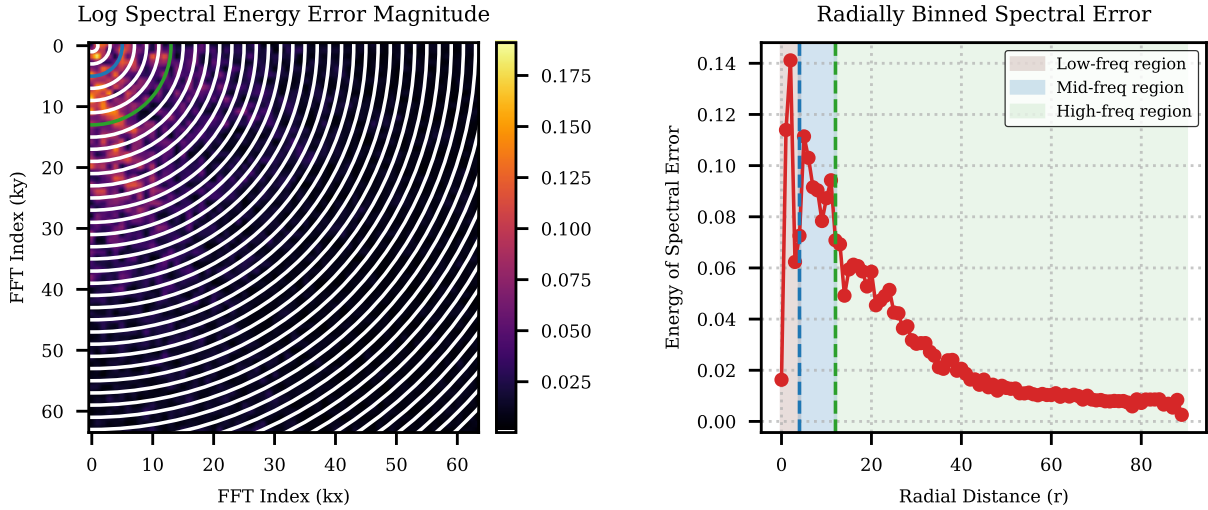 Log Spectral Energy Error Magnitude
FFT Index (ky)
0
10
20
30
40
50
60
0 10 20 30 40 50 60
FFT Index (kx)
0.175
0.150
0.125
0.100
0.075
0.050
0.025
Radially Binned Spectral Error
Energy of Spectral Error
0.14
0.12
0.10
0.08
0.06
0.04
0.02
0.00
Low-freq region
Mid-freq region
High-freq region
0 20 40 60 80
Radial Distance (r)